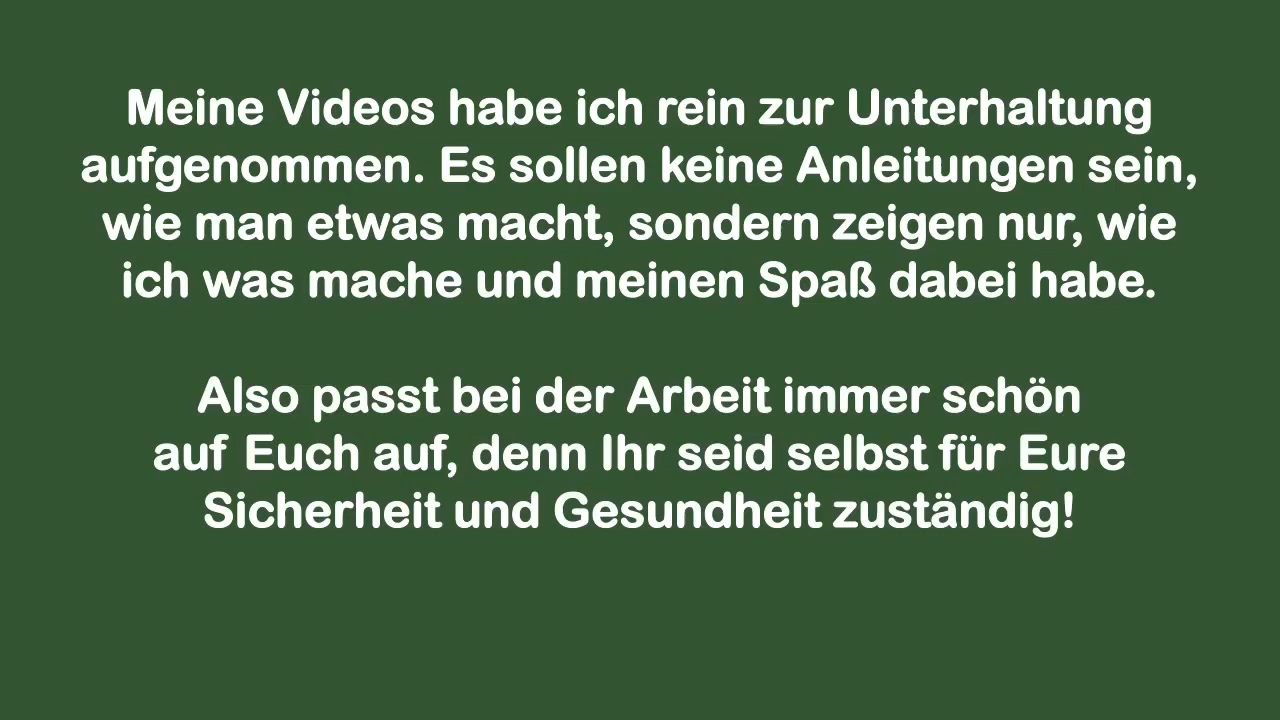 Meine Videos habe ich rein zur Unterhaltung
aufgenommen. Es sollen keine Anleitungen sein,
wie man etwas macht, sondern zeigen nur, wie
ich was mache und meinen Spaß dabei habe.
Also passt bei der Arbeit immer schön
auf Euch auf, denn Ihr seid selbst für Eure
Sicherheit und Gesundheit zuständig!